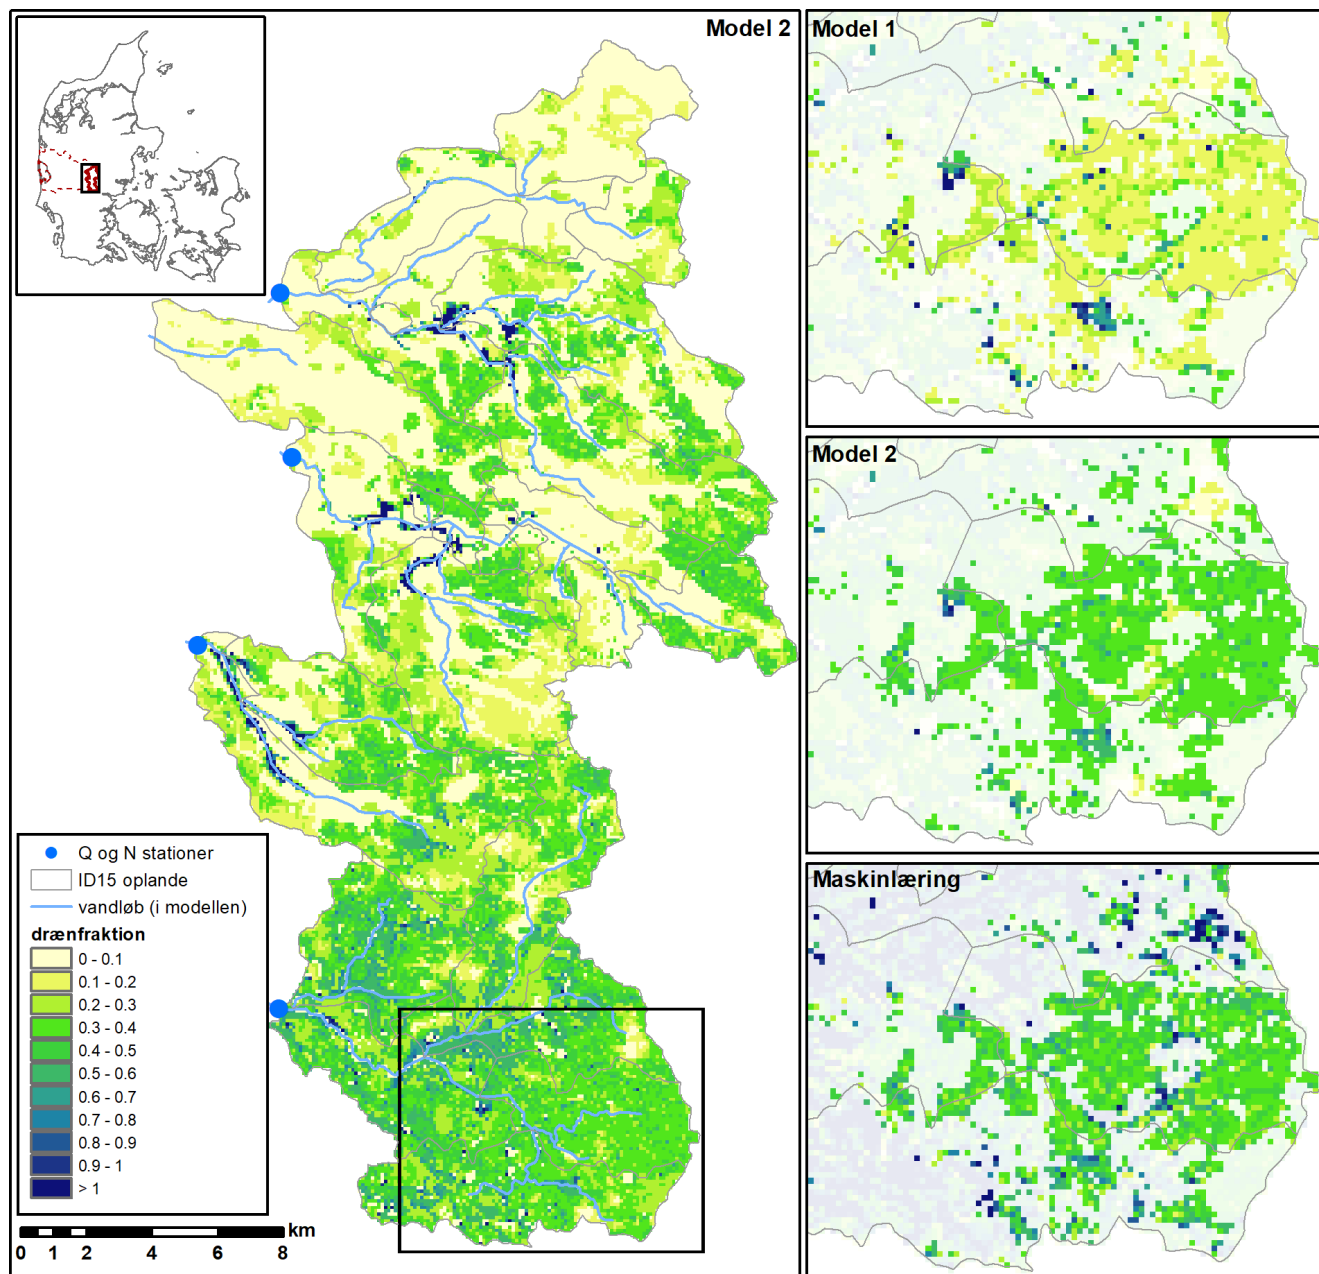 Model 2
Model 1
Model 2
Maskinlæring
Q og N stationer
ID15 oplande
vandløb (i modellen)
drænfraktion
0 - 0.1
0.1 - 0.2
0.2 - 0.3
0.3 - 0.4
0.4 - 0.5
0.5 - 0.6
0.6 - 0.7
0.7 - 0.8
0.8 - 0.9
0.9 - 1
> 1
km
0 1 2 4 6 8